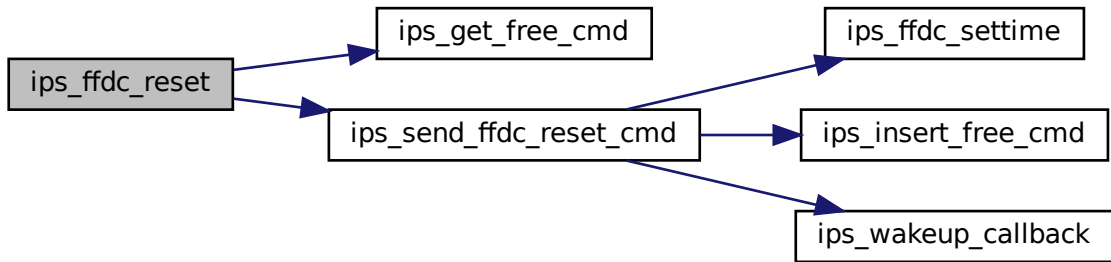 ips_ffdc_reset
ips_get_free_cmd
ips_send_ffdc_reset_cmd
ips_ffdc_settime
ips_insert_free_cmd
ips_wakeup_callback